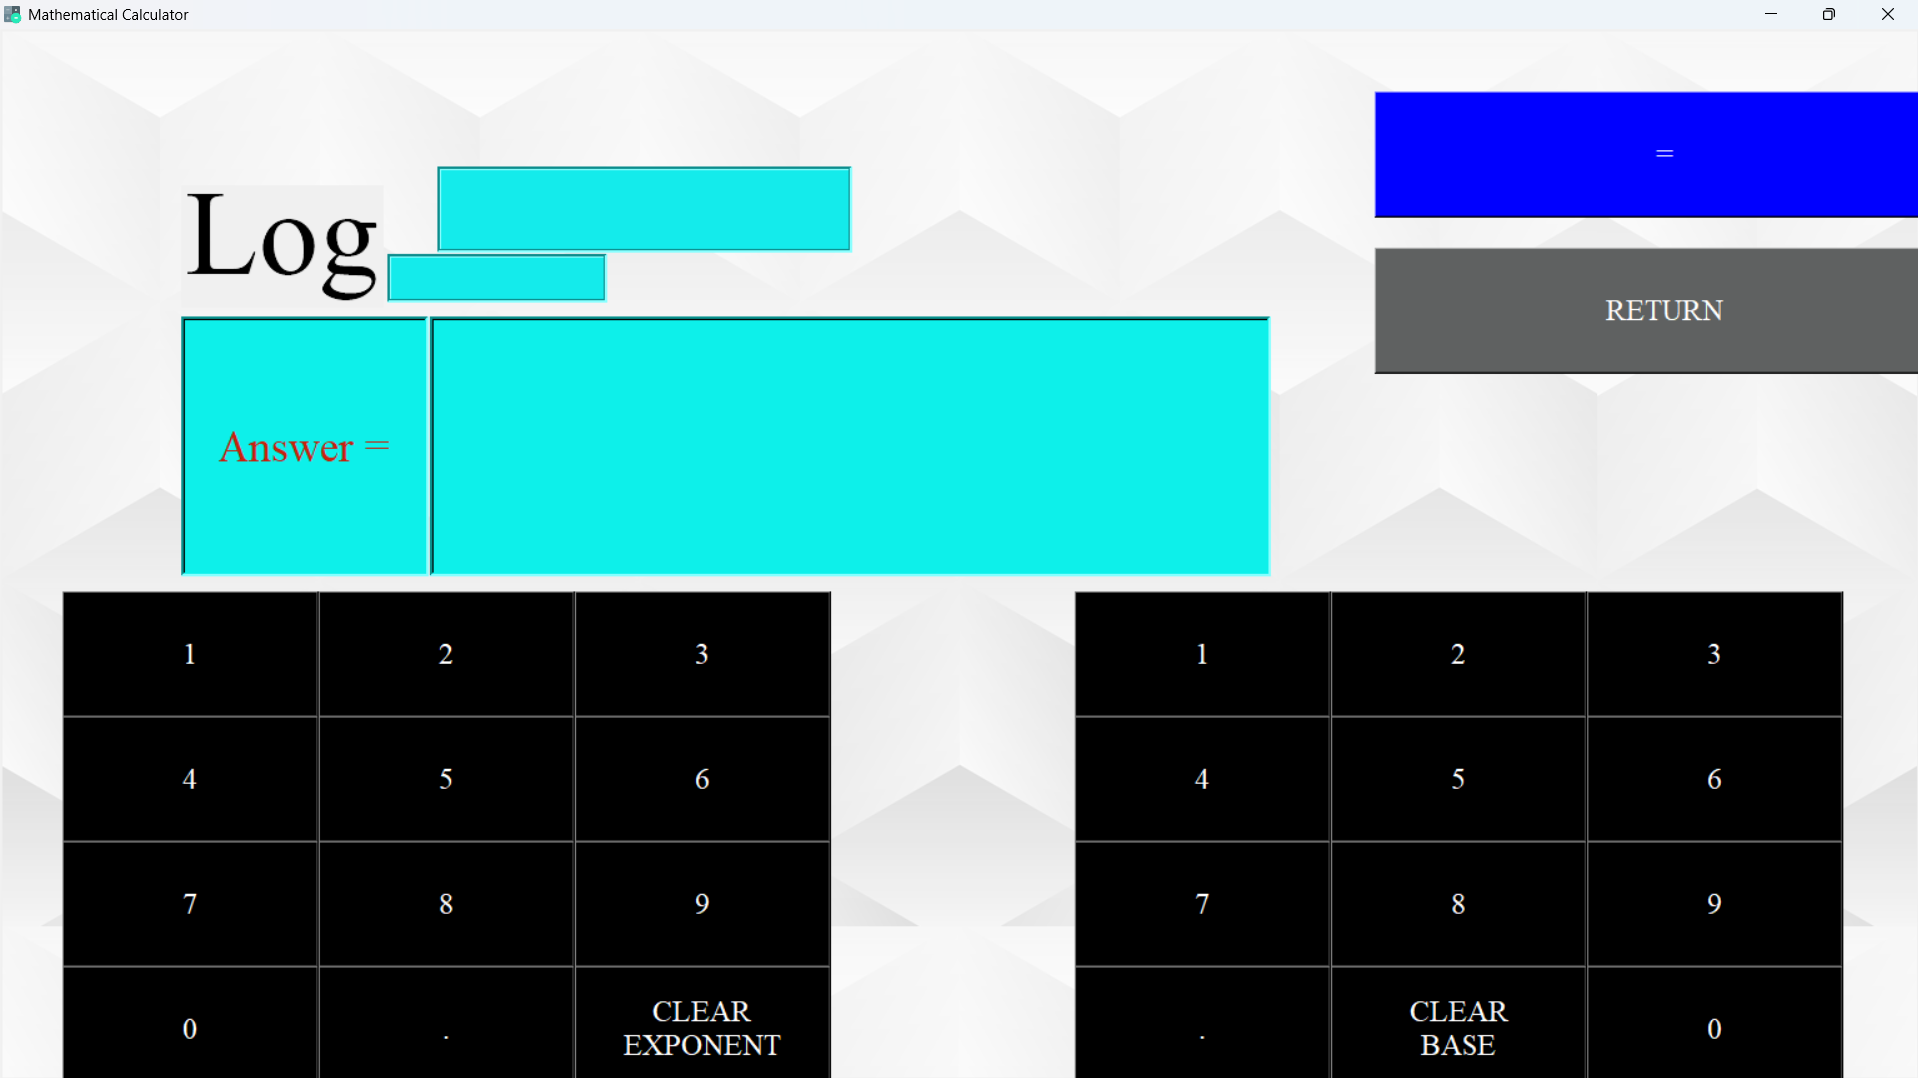 Mathematical Calculator
=
Log
RETURN
Answer =
1 2 3 1 2 3
4 5 6 4 5 6
7 8 9 7 8 9
0 . CLEAR . CLEAR 0
EXPONENT BASE